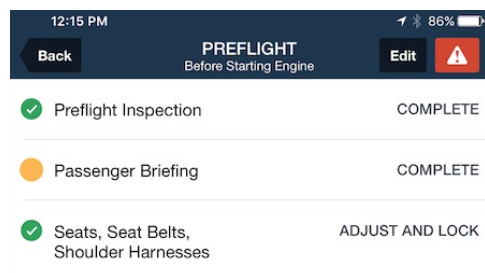 12:15 PM 86%
Back PREFLIGHT Edit
Before Starting Engine
Preflight Inspection COMPLETE
Passenger Briefing COMPLETE
Seats, Seat Belts, ADJUST AND LOCK
Shoulder Harnesses